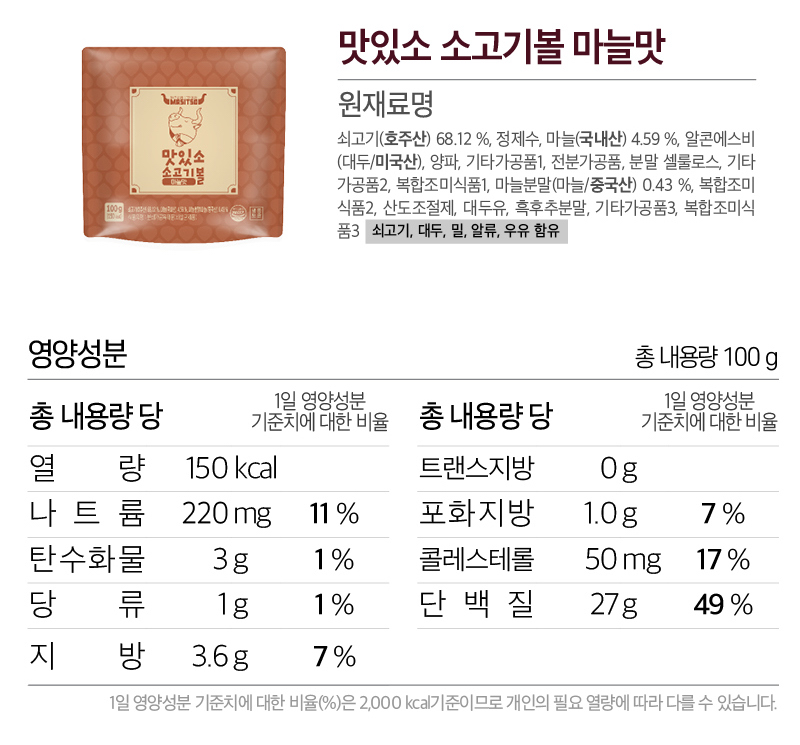 맛있소 소고기볼 마늘맛
원재료명
쇠고기(호주산) 68.12 %, 정제수, 마늘(국내산) 4.59 %, 알콘에스비
(대두/미국산), 양파, 기타가공품1, 전분가공품, 분말 셀룰로스, 기타
가공품2, 복합조미식품1, 마늘분말(마늘/중국산) 0.43 %, 복합조미
식품2, 산도조절제, 대두유, 흑후추분말, 기타가공품3, 복합조미식
품3 쇠고기, 대두, 밀, 알류, 우유 함유
MASITSO
맛있소
소고기볼
마늘맛
100g
영양성분
총 내용량 100 g
총 내용량 당
1일 영양성분
기준치에 대한 비율
열 량 150 kcal
나 트 륨 220 mg 11 %
탄수화물 3 g 1 %
당 류 1 g 1 %
지 방 3.6 g 7 %
총 내용량 당
1일 영양성분
기준치에 대한 비율
트랜스지방 0 g
포화지방 1.0 g 7 %
콜레스테롤 50 mg 17 %
단 백 질 27 g 49 %
1일 영양성분 기준치에 대한 비율(%)은 2,000 kcal기준이므로 개인의 필요 열량에 따라 다를 수 있습니다.